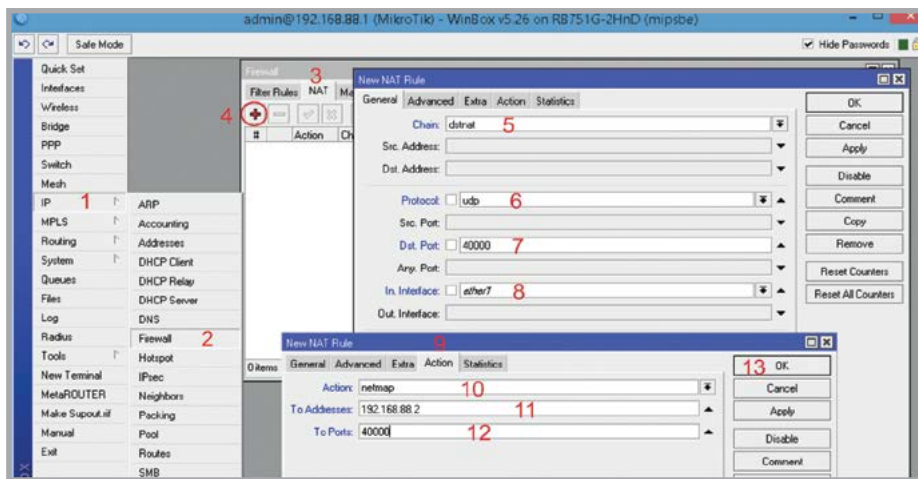 admin@192.168.88.1 (MikroTik) - WinBox v5.26 on RB751G-2HnD (mipsbe)
Safe Mode
Hide Passwords
Quick Set
Interfaces
Wireless
Bridge
PPP
Switch
Mesh
IP 1
MPLS
Routing
System
Queues
Files
Log
Radius
Tools
New Terminal
MetaROUTER
Make Supout.rif
Manual
Exit
ARP
Accounting
Addresses
DHCP Client
DHCP Relay
DHCP Server
DNS
Firewall 2
Hotspot
IPsec
Neighbors
Packing
Pool
Routes
SMB
Firewall
3
Filter Rules NAT
4
# Action
0 items
New NAT Rule
General Advanced Extra Action Statistics
Chain: dstnat 5
Src. Address:
Dst. Address:
Protocol: udp 6
Src. Port:
Dst. Port: 40000 7
Any. Port:
In. Interface: ether7 8
Out. Interface:
OK
Cancel
Apply
Disable
Comment
Copy
Remove
Reset Counters
Reset All Counters
New NAT Rule 9
General Advanced Extra Action Statistics
Action: netmap 10
To Addresses: 192.168.88.2 11
To Ports: 40000 12
13 OK
Cancel
Apply
Disable
Comment